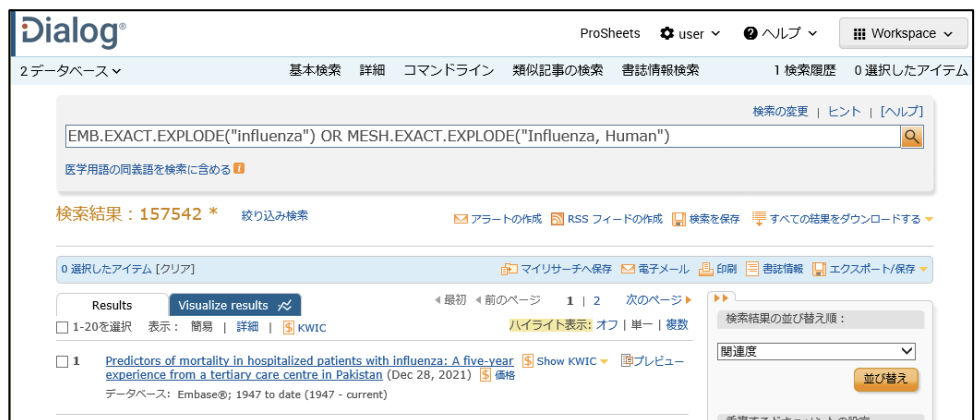 Dialog®
ProSheets user ヘルプ Workspace
2データベース 基本検索 詳細 コマンドライン 類似記事の検索 書誌情報検索 1 検索履歴 0 選択したアイテム
検索の変更 | ヒント | [ヘルプ]
EMB.EXACT.EXPLODE("influenza") OR MESH.EXACT.EXPLODE("Influenza, Human")
医学用語の同義語を検索に含める
検索結果：157542 * 絞り込み検索 アラートの作成 RSS フィードの作成 検索を保存 すべての結果をダウンロードする
0 選択したアイテム [クリア] マイリサーチへ保存 電子メール 印刷 書誌情報 エクスポート/保存
Results Visualize results 最初 前のページ 1 | 2 次のページ
1-20を選択 表示： 簡易 | 詳細 | $ KWIC ハイライト表示: オフ | 単一 | 複数
検索結果の並び替え順：
関連度
並び替え
1 Predictors of mortality in hospitalized patients with influenza: A five-year $ Show KWIC プレビュー
experience from a tertiary care centre in Pakistan (Dec 28, 2021) $ 価格
データベース: Embase®; 1947 to date (1947 - current)